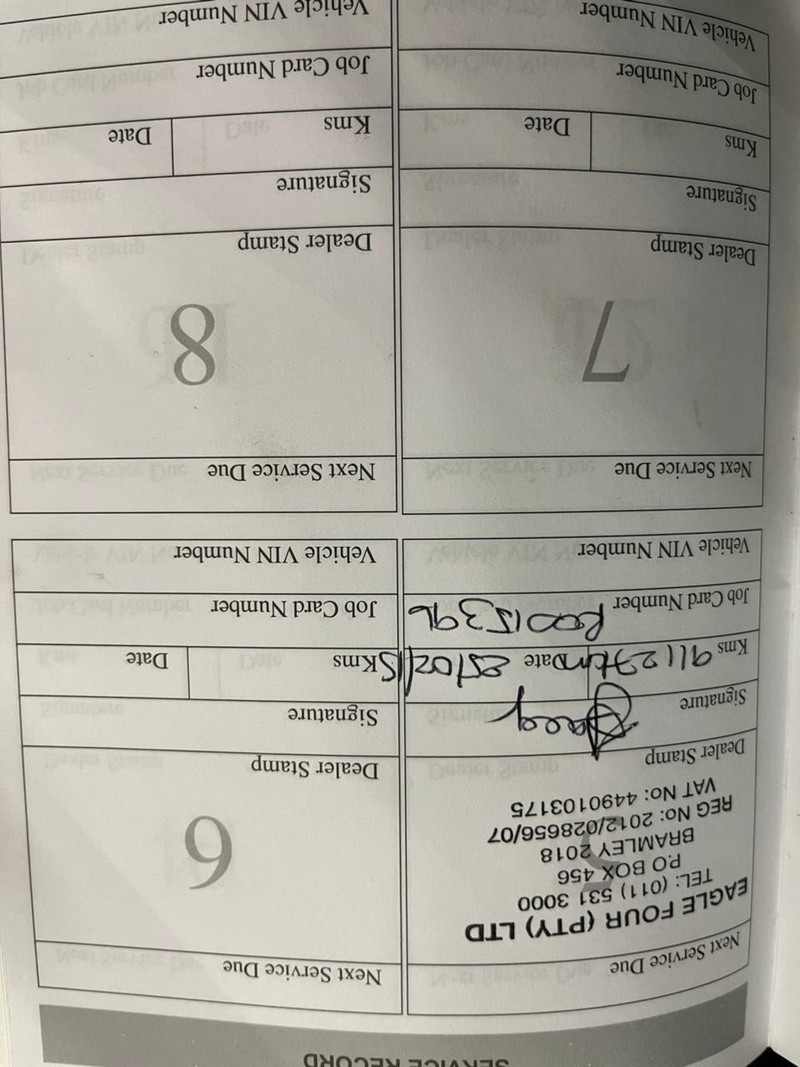 SERVICE RECORD
Next Service Due
5
EAGLE FOUR (PTY) LTD
TEL: (011) 531 3000
P.O BOX 456
BRAMLEY 2018
REG No: 2012/028656/07
VAT No: 4490103175
Dealer Stamp
Signature
Kms 91127km Date 25/02/15
Job Card Number R0015396
Vehicle VIN Number
Next Service Due
6
Dealer Stamp
Signature
Kms Date
Job Card Number
Vehicle VIN Number
Next Service Due
7
Dealer Stamp
Signature
Kms Date
Job Card Number
Vehicle VIN Number
Next Service Due
8
Dealer Stamp
Signature
Kms Date
Job Card Number
Vehicle VIN Number